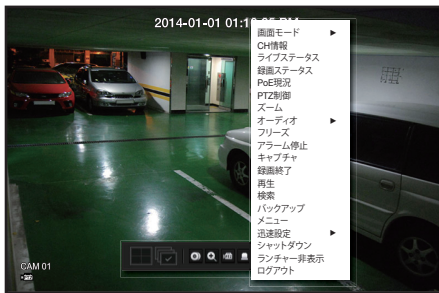 2014-01-01 01:1
画面モード
CH情報
ライブステータス
録画ステータス
PoE現況
PTZ制御
ズーム
オーディオ
フリーズ
アラーム停止
キャプチャ
録画終了
再生
検索
バックアップ
メニュー
迅速設定
シャットダウン
ランチャー非表示
ログアウト
CAM 01